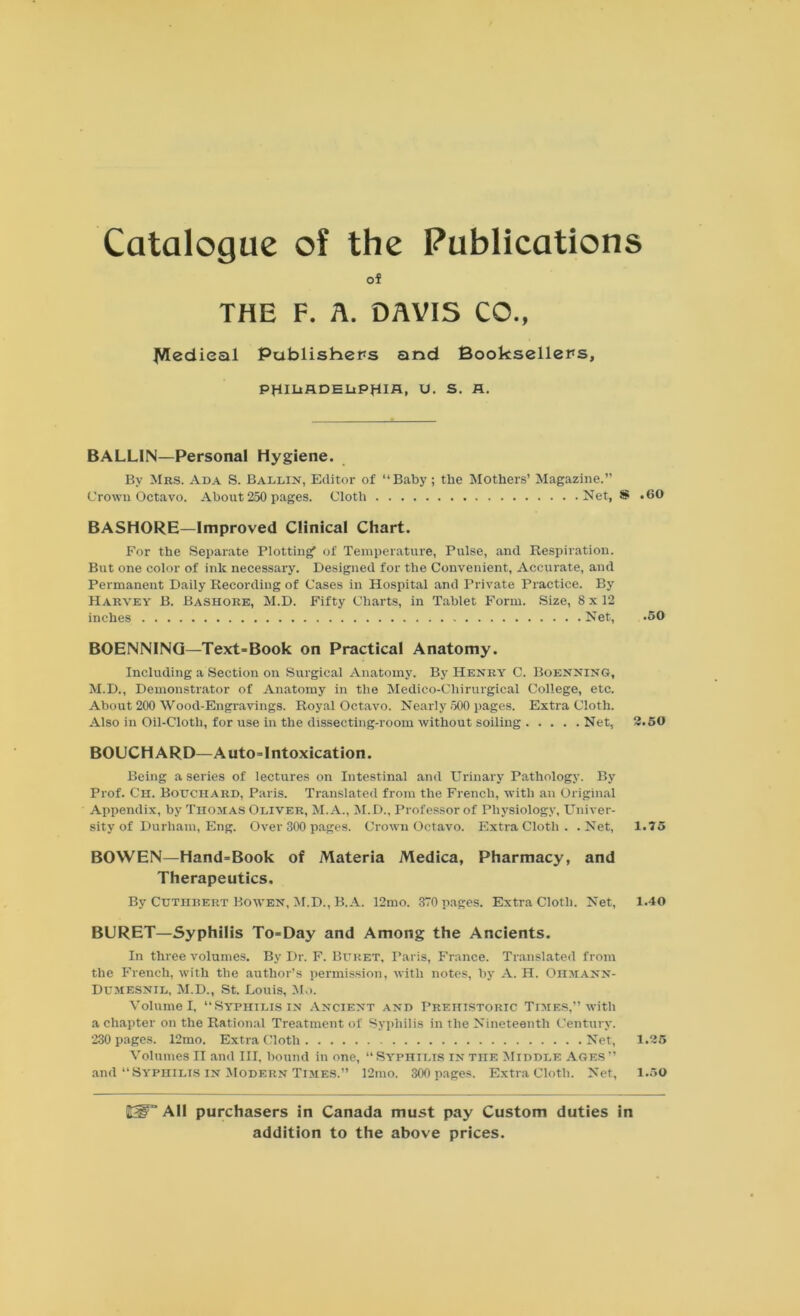 Catalogue of the Publications
of
THE F. A. DAVIS CO.,
Medical Publishers and Booksellers,
PHILADELPHIA, U. S. A.
BALLIN—Personal Hygiene.
By MRS. ADA S. BALLIN, Editor of “Baby; the Mothers’ Magazine.”
Crown Octavo. About 250 pages. Cloth . . . . . . . . . . . . . . . . . Net, $ .60
BASHORE—Improved Clinical Chart.
For the Separate Plotting of Temperature, Pulse, and Respiration.
But one color of ink necessary. Designed for the Convenient, Accurate, and
Permanent Daily Recording of Cases in Hospital and Private Practice. By
HARVEY B. BASHORE, M.D. Fifty Charts, in Tablet Form. Size, 8 x 12
inches . . . . . . . . . . . . . . . . . . . . . . . . . . . . . . . . . . . . Net, .50
BOENNING—Text-Book on Practical Anatomy.
Including a Section on Surgical Anatomy. By HENRY C. BOENNING,
M.D., Demonstrator of Anatomy in the Medico-Chirurgical College, etc.
About 200 Wood-Engravings. Royal Octavo. Nearly 500 pages. Extra Cloth.
Also in Oil-Cloth, for use in the dissecting-room without soiling . . . . . Net, 2.50
BOUCHARD—Auto-Intoxication.
Being a series of lectures on Intestinal and Urinary Pathology. By
Prof. CH. BOUCHARD, Paris. Translated from the French, with an Original
Appendix, by THOMAS OLIVER, M.A., M.D., Professor of Physiology, Univer-
sity of Durham, Eng. Over 300 pages. Crown Octavo. Extra Cloth . . Net, 1.75
BOWEN—Hand-Book of Materia Medica, Pharmacy, and
Therapeutics.
By CUTHBERT BOWEN, M.D., B.A. 12mo. 370 pages. Extra Cloth. Net, 1.40
BURET—Syphilis To-Day and Among the Ancients.
In three volumes. By Dr. F. BURET, Paris, France. Translated from
the French, with the author’s permission, with notes, by A. H. OHMANN-
DUMESNIL, M.D., St. Louis, Mo.
Volume I, “SYPHILIS IN ANCIENT AND PREHISTORIC TIMES,” with
a chapter on the Rational Treatment of Syphilis in the Nineteenth Century.
230 pages. 12mo. Extra Cloth . . . . . . . . . . . . . . . . . . . . . . . Net, 1.25
Volumes II and III, bound in one, “SYPHILIS IN THE MIDDLE AGES”
and “SYPHILIS IN MODERN TIMES.” 12mo. 300 pages. Extra Cloth. Net, 1.50
☞ All purchasers in Canada must pay Custom duties in
addition to the above prices.